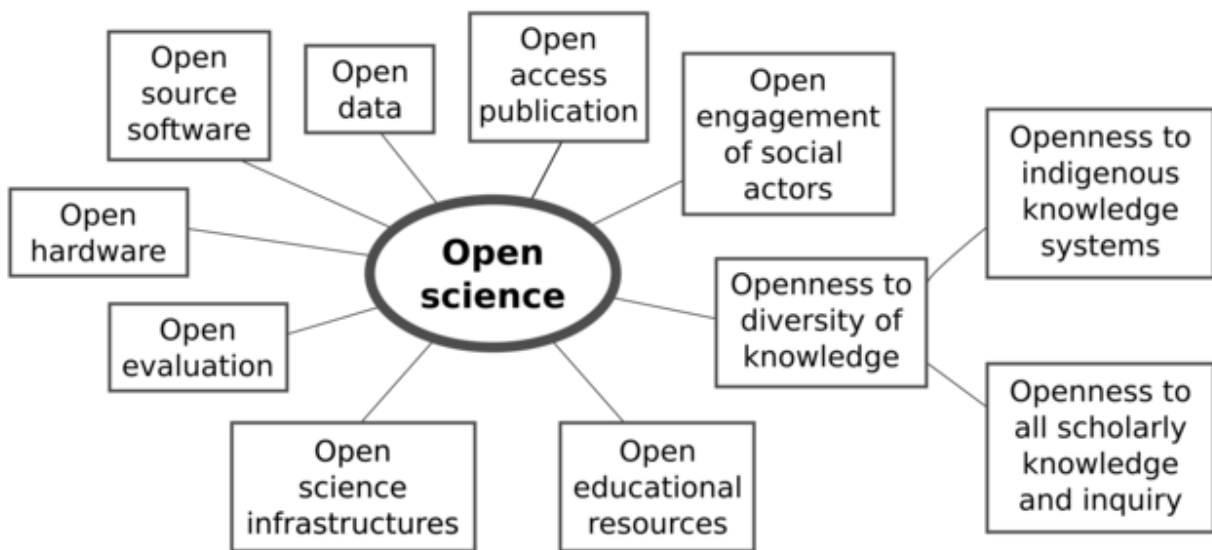 Open
source
software
Open
data
Open
access
publication
Open
engagement
of social
actors
Openness to
indigenous
knowledge
systems
Open
hardware
Open
science
Openness to
diversity of
knowledge
Open
evaluation
Openness to
all scholarly
knowledge
and inquiry
Open
science
infrastructures
Open
educational
resources